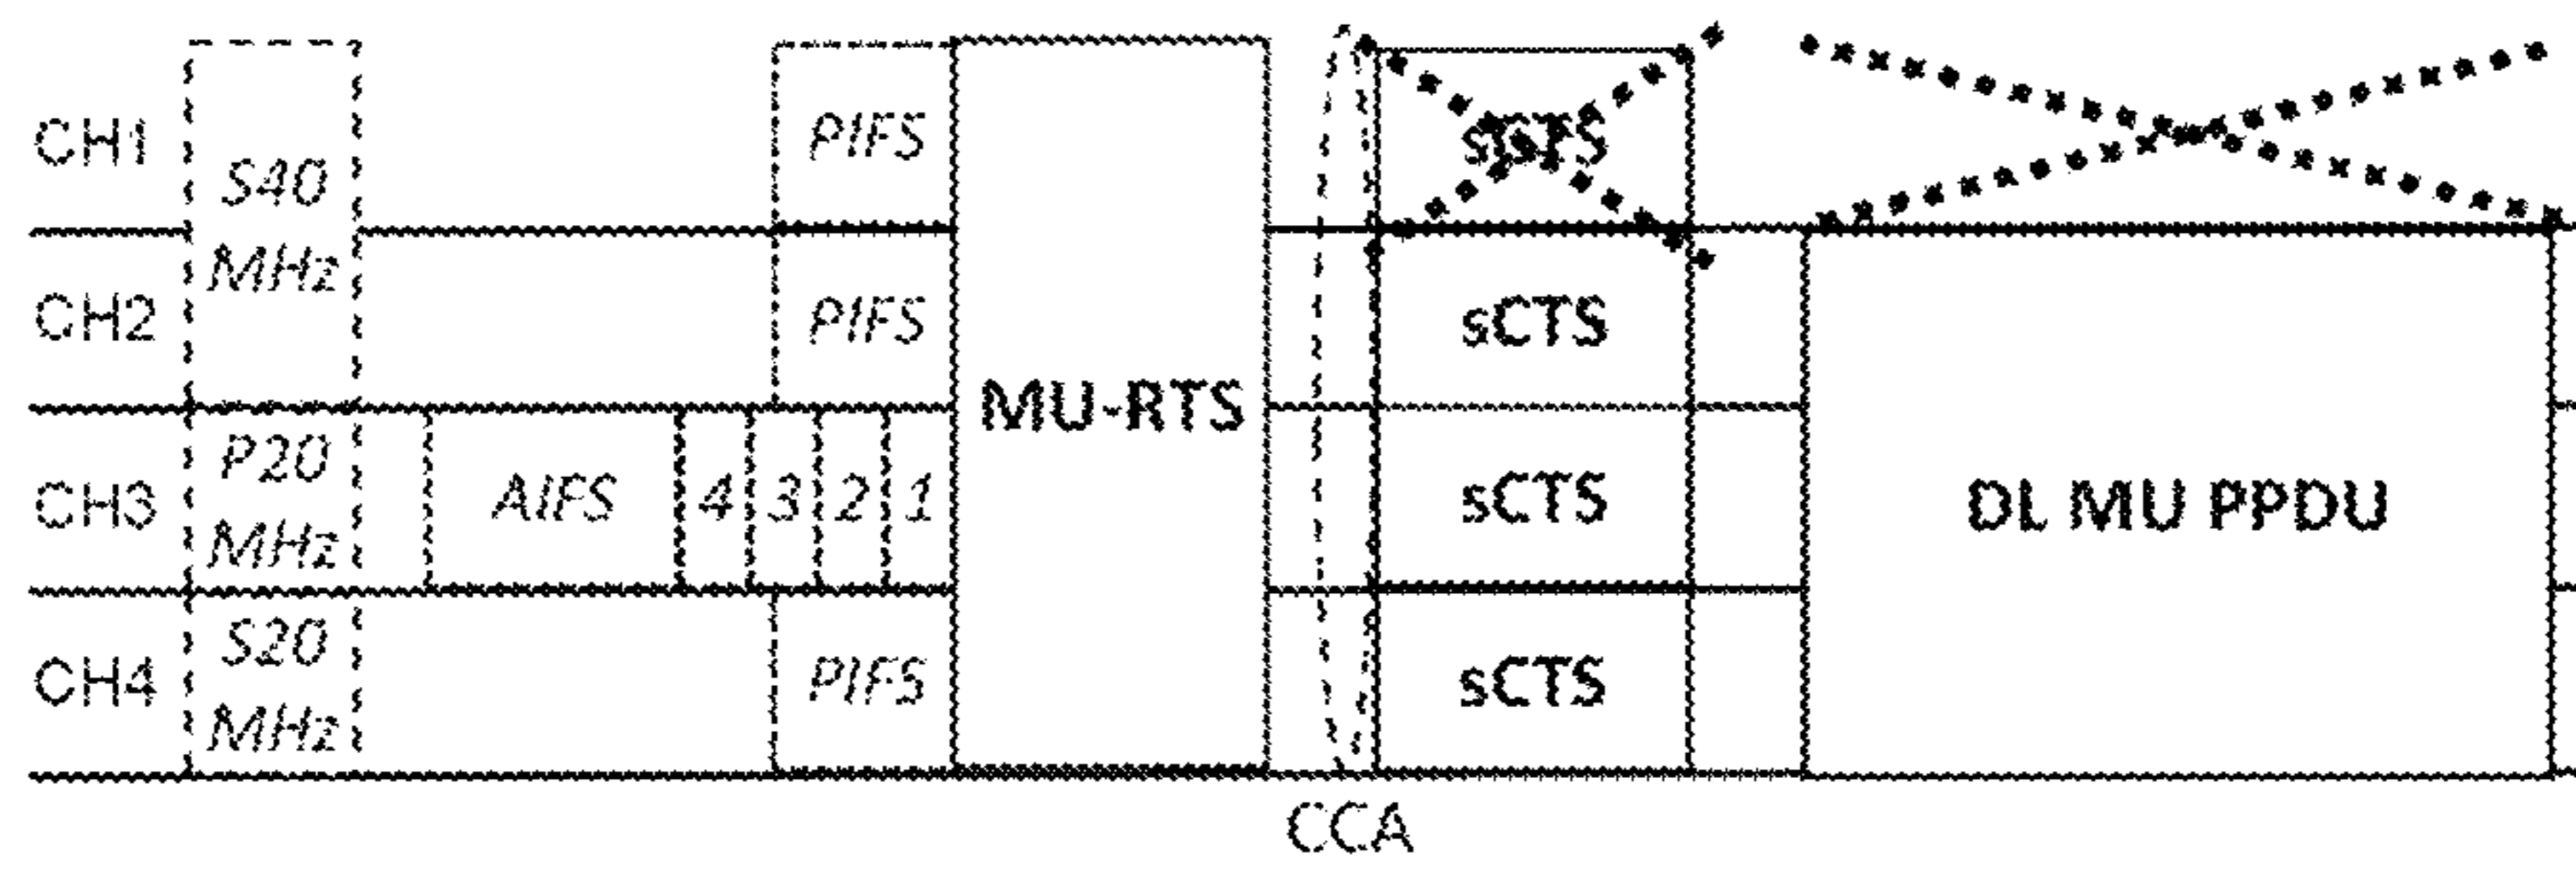 CH1
S40
MHz
PIFS
sCTS
CH2
PIFS
sCTS
MU-RTS
CH3
P20
MHz
AIFS 4 3 2 1
sCTS
DL MU PPDU
CH4
S20
MHz
PIFS
sCTS
CCA